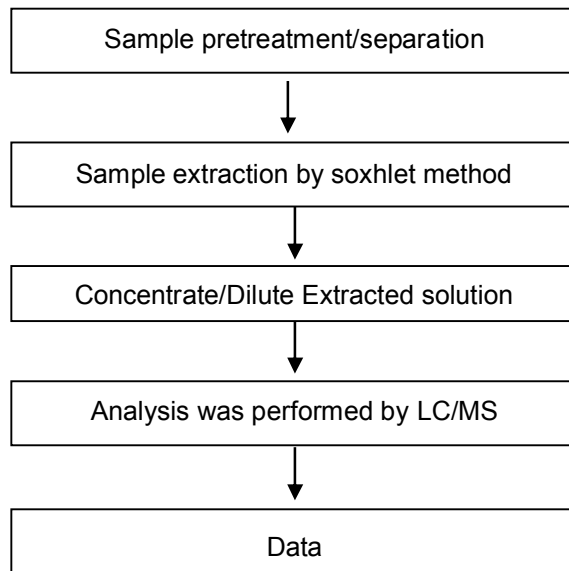 Sample pretreatment/separation
Sample extraction by soxhlet method
Concentrate/Dilute Extracted solution
Analysis was performed by LC/MS
Data